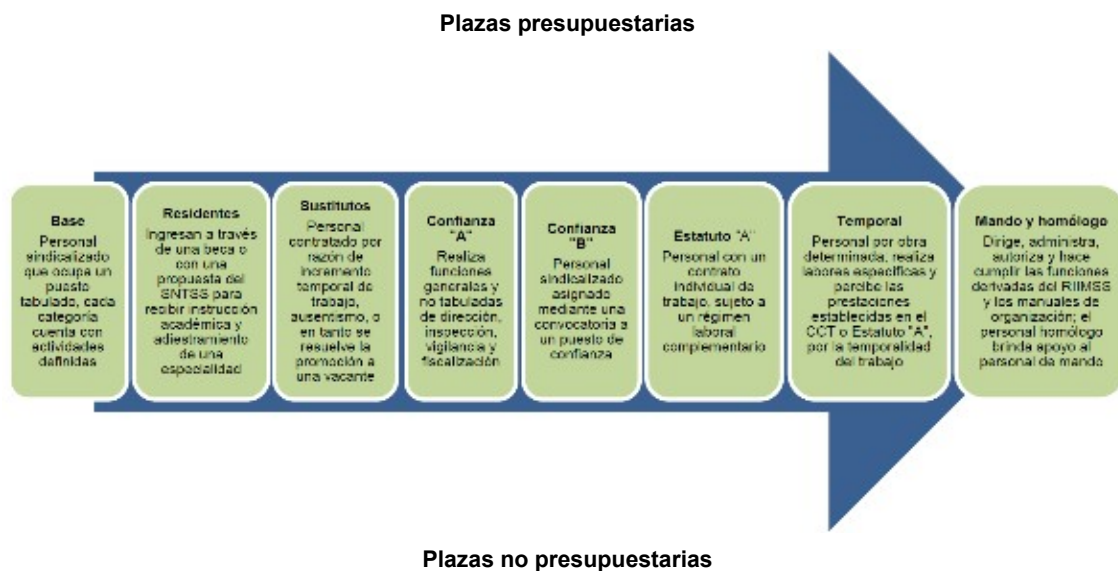 Plazas presupuestarias
Base
Personal
sindicalizado
que ocupa un
puesto
tabulado, cada
categoría
cuenta con
actividades
definidas
Residentes
Ingresan a través
de una beca o
con una
propuesta del
SNTSS para
recibir instrucción
académica y
adiestramiento
de una
especialidad
Sustitutos
Personal
contratado por
razón de
incremento
temporal de
trabajo,
ausentismo, o
en tanto se
resuelve la
promoción a
una vacante
Confianza
"A"
Realiza
funciones
generales y
no tabuladas
de dirección,
inspección,
vigilancia y
fiscalización
Confianza
"B"
Personal
sindicalizado
asignado
mediante una
convocatoria a
un puesto de
confianza
Estatuto "A"
Personal con un
contrato
individual de
trabajo, sujeto a
un régimen
laboral
complementario
Temporal
Personal por obra
determinada, realiza
labores específicas y
percibe las
prestaciones
establecidas en el
CCT o Estatuto "A",
por la temporalidad
del trabajo
Mando y homólogo
Dirige, administra,
autoriza y hace
cumplir las funciones
derivadas del RIIMSS
y los manuales de
organización; el
personal homólogo
brinda apoyo al
personal de mando
Plazas no presupuestarias